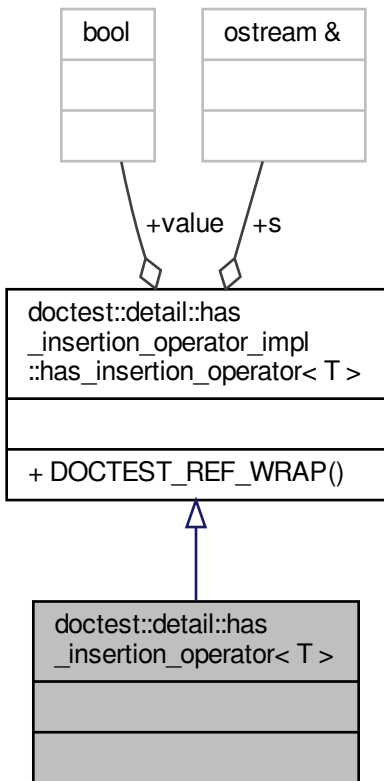 bool
ostream &
+value
+s
doctest::detail::has
_insertion_operator_impl
::has_insertion_operator< T >
+ DOCTEST_REF_WRAP()
doctest::detail::has
_insertion_operator< T >